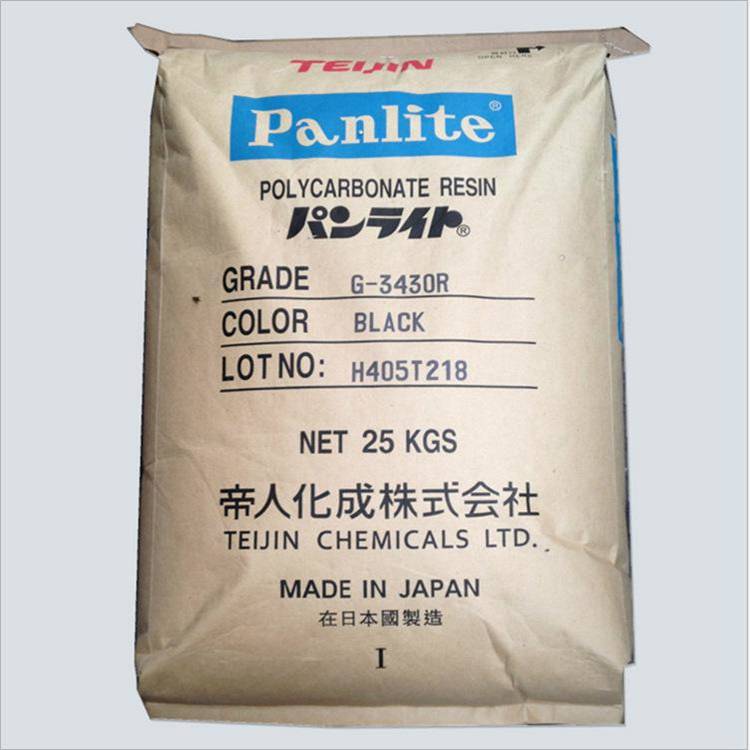 TEIJIN
Panlite®
POLYCARBONATE RESIN
パンライト®
GRADE G-3430R
COLOR BLACK
LOT NO: H405T218
NET 25 KGS
帝人化成株式会社
TEIJIN CHEMICALS LTD.
MADE IN JAPAN
在日本國製造
I